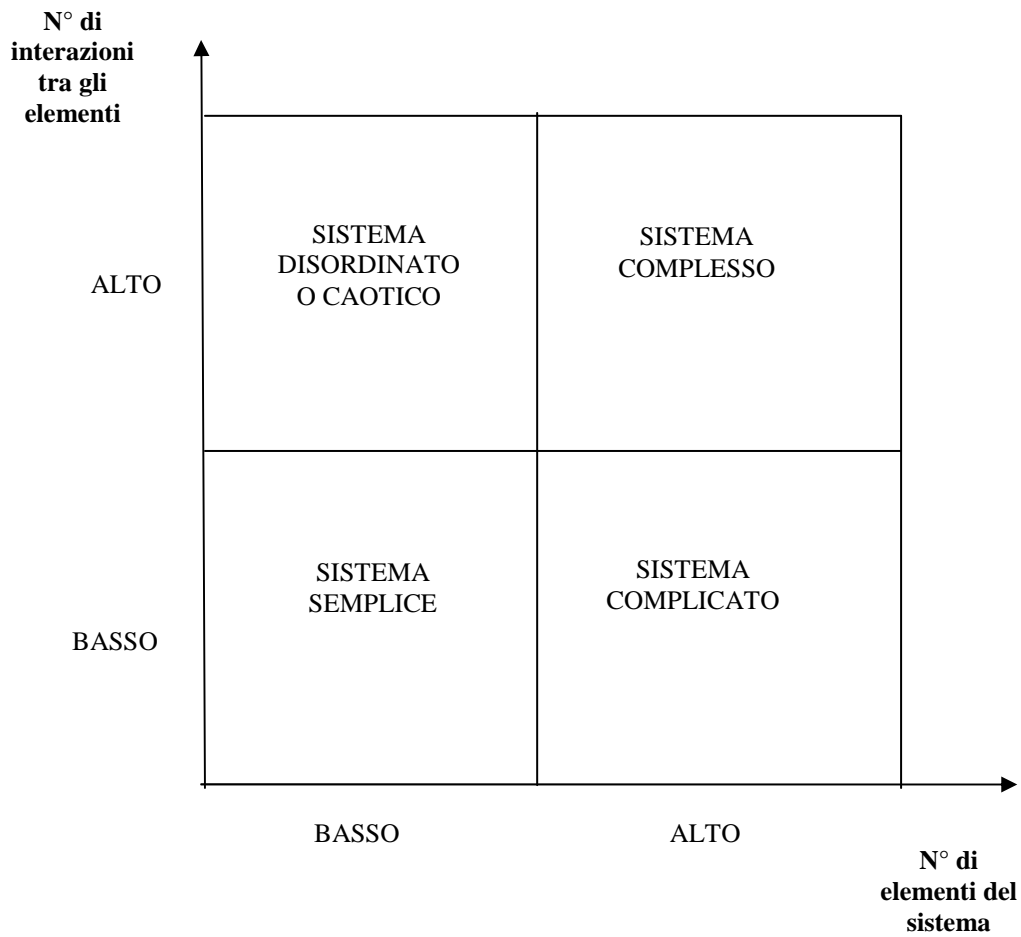 N° di
interazioni
tra gli
elementi
SISTEMA
DISORDINATO
O CAOTICO
SISTEMA
COMPLESSO
ALTO
SISTEMA
SEMPLICE
SISTEMA
COMPLICATO
BASSO
BASSO
ALTO
N° di
elementi del
sistema